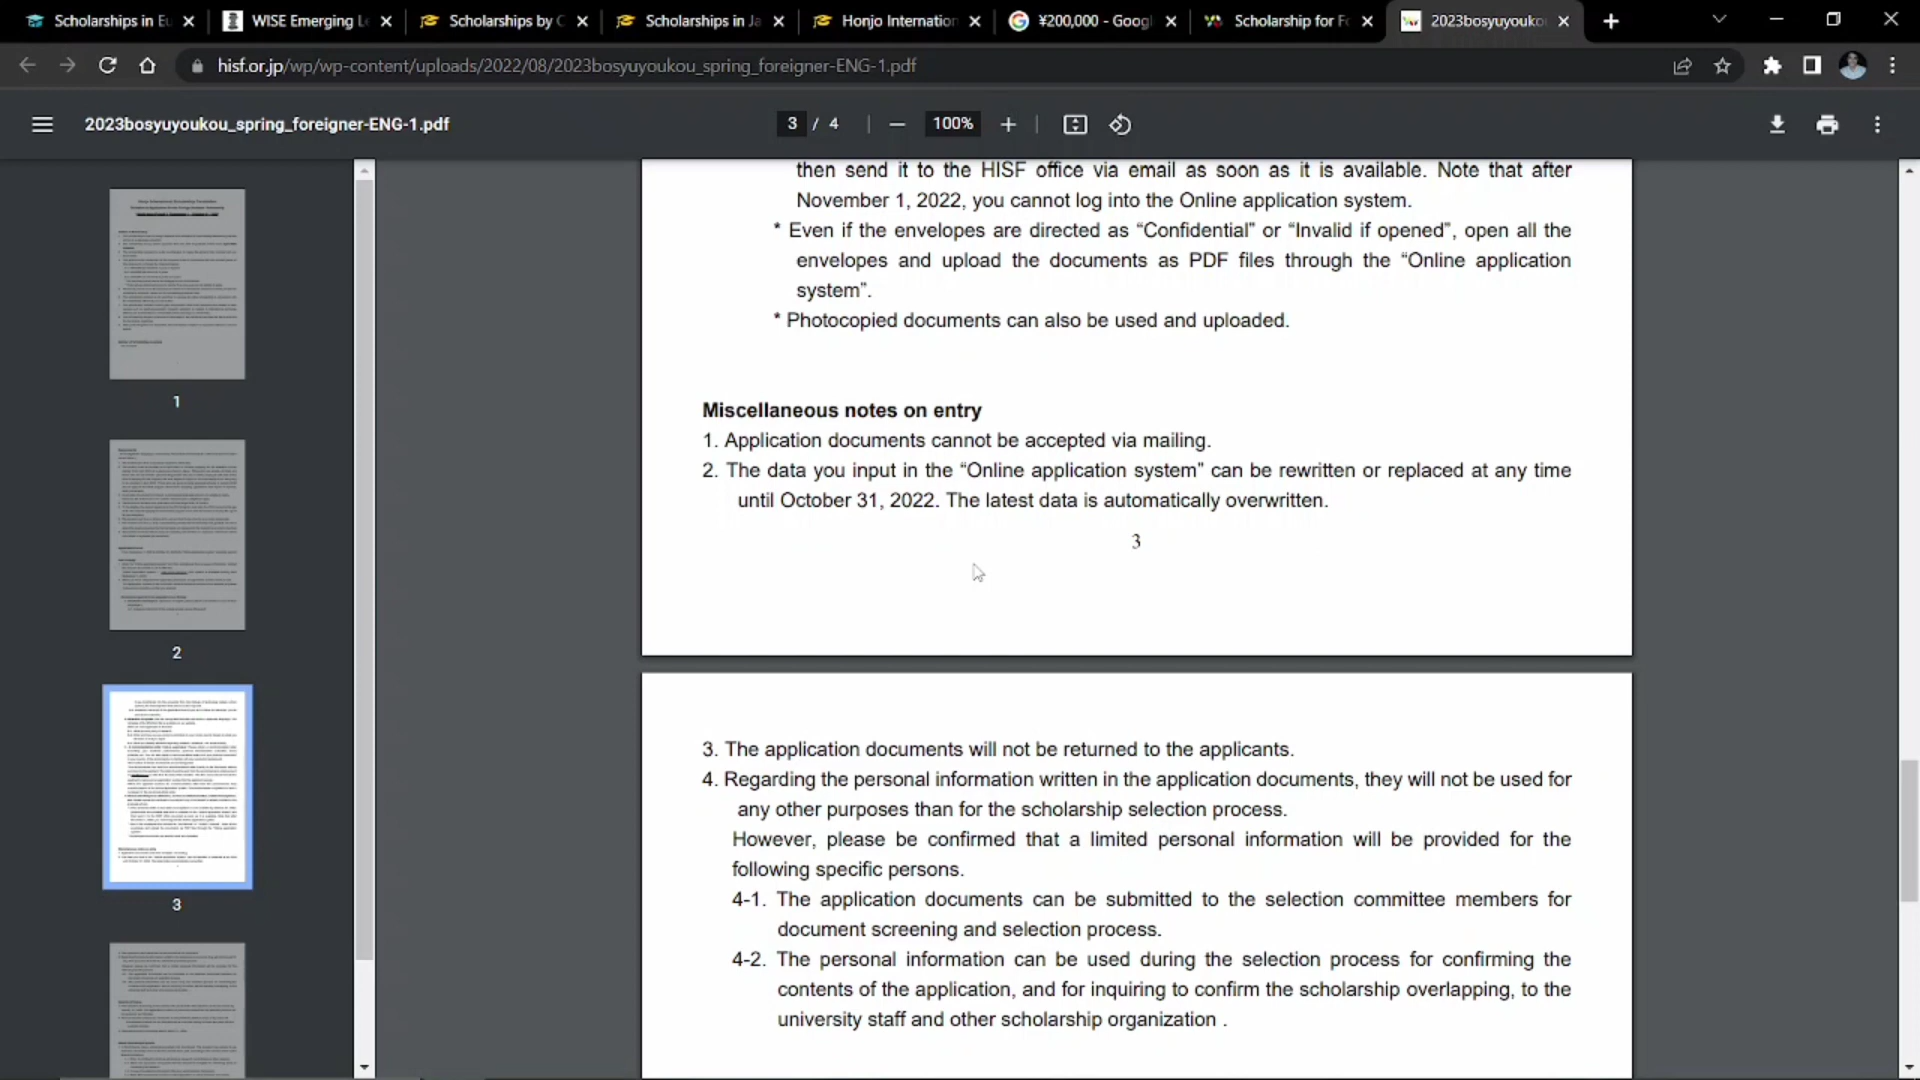 Scholarships in Eu
WISE Emerging Le
Scholarships by C
Scholarships in Ja
Honjo Internation
¥200,000 - Googl
Scholarship for Fo
2023bosyuyoukou
hisf.or.jp/wp/wp-content/uploads/2022/08/2023bosyuyoukou_spring_foreigner-ENG-1.pdf
2023bosyuyoukou_spring_foreigner-ENG-1.pdf
3 / 4
100%
1
2
3
then send it to the HISF office via email as soon as it is available. Note that after
November 1, 2022, you cannot log into the Online application system.
* Even if the envelopes are directed as “Confidential” or “Invalid if opened”, open all the
envelopes and upload the documents as PDF files through the “Online application
system”.
* Photocopied documents can also be used and uploaded.
Miscellaneous notes on entry
1. Application documents cannot be accepted via mailing.
2. The data you input in the “Online application system” can be rewritten or replaced at any time
until October 31, 2022. The latest data is automatically overwritten.
3
3. The application documents will not be returned to the applicants.
4. Regarding the personal information written in the application documents, they will not be used for
any other purposes than for the scholarship selection process.
However, please be confirmed that a limited personal information will be provided for the
following specific persons.
4-1. The application documents can be submitted to the selection committee members for
document screening and selection process.
4-2. The personal information can be used during the selection process for confirming the
contents of the application, and for inquiring to confirm the scholarship overlapping, to the
university staff and other scholarship organization .